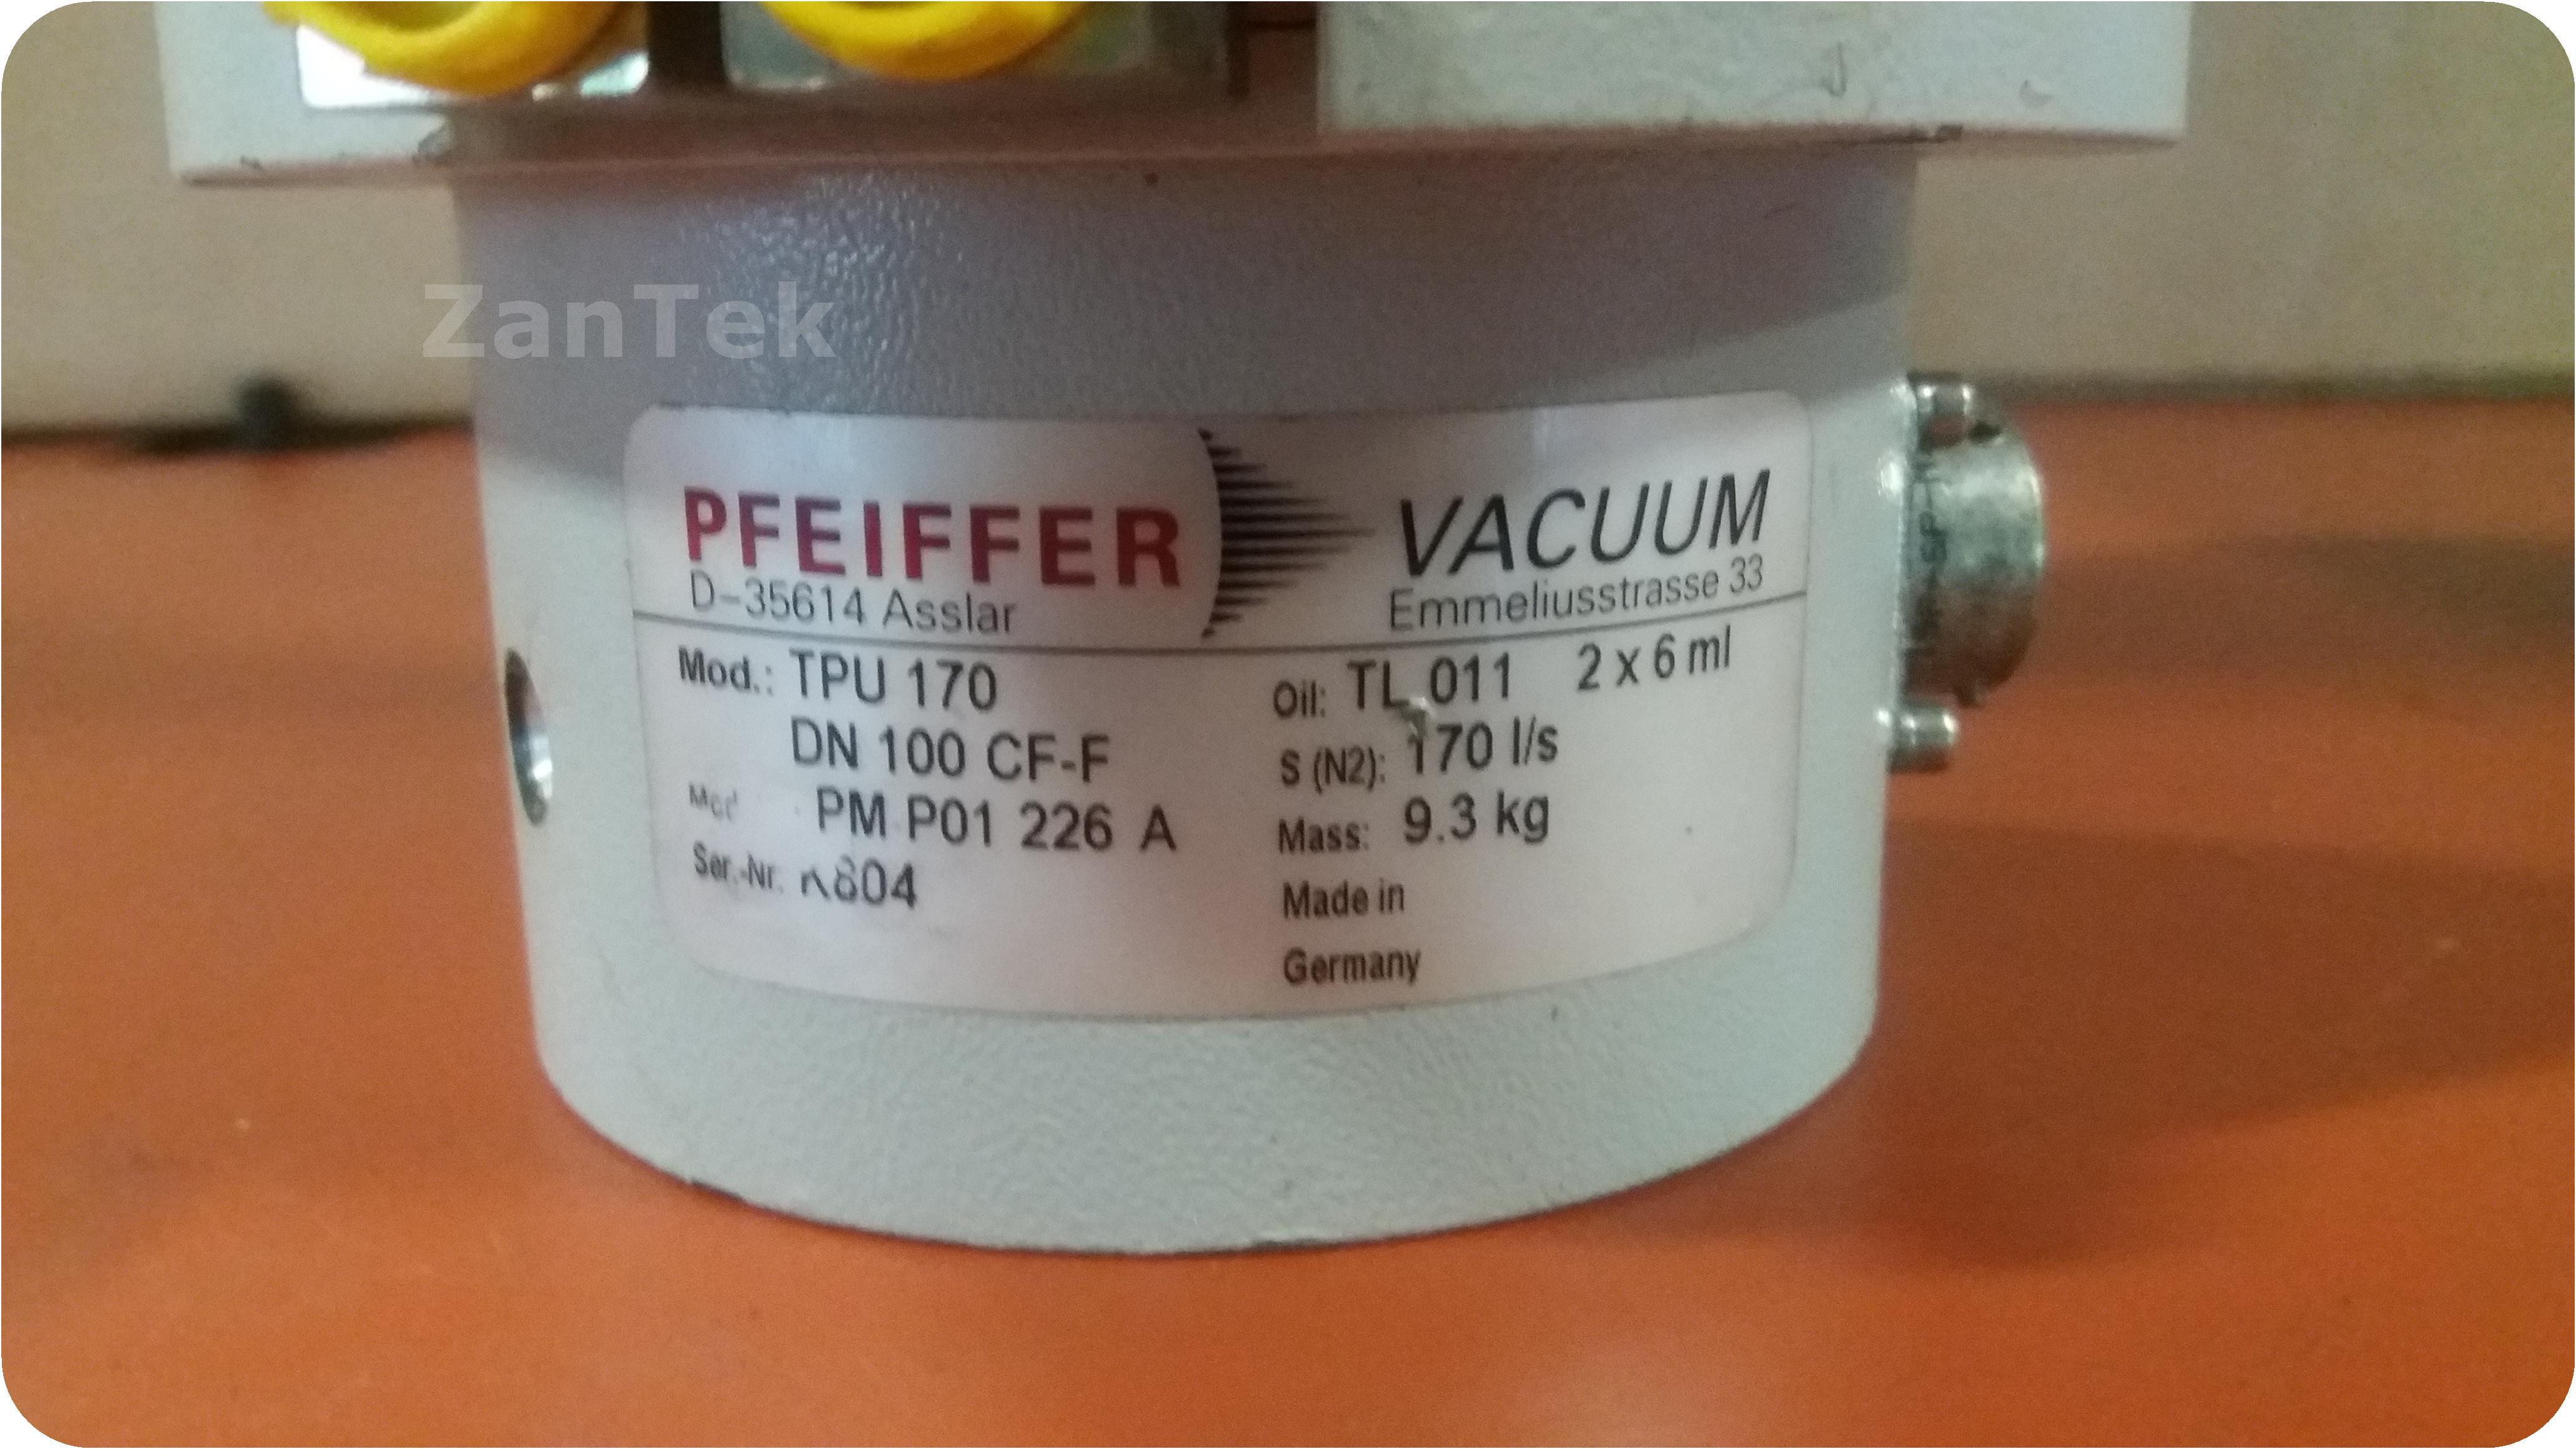 ZanTek
PFEIFFER VACUUM
D-35614 Asslar Emmeliusstrasse 33
Mod.: TPU 170
DN 100 CF-F
PM P01 226 A
Ser.-Nr.
Oil: TL 011 2 x 6 ml
S (N2): 170 l/s
Mass: 9.3 kg
Made in
Germany